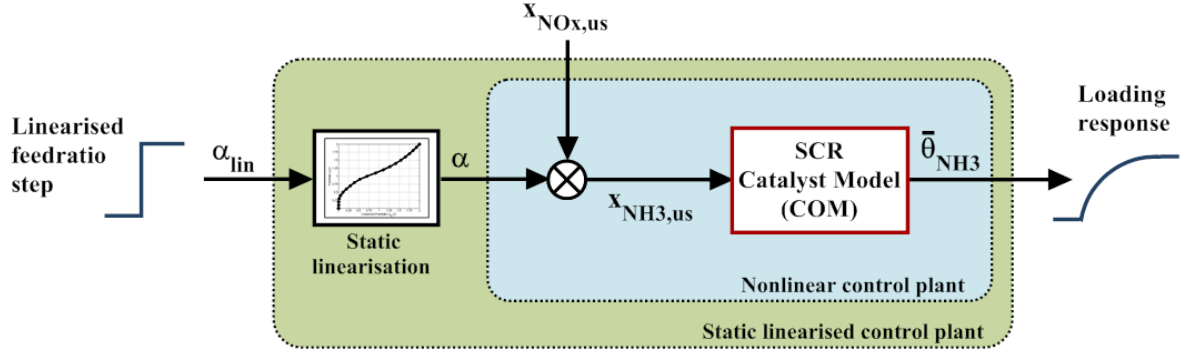 x_NOx,us
Linearised
feedratio
step
α_lin
α
x_NH3,us
SCR
Catalyst Model
(COM)
θ̄_NH3
Loading
response
Static
linearisation
Nonlinear control plant
Static linearised control plant